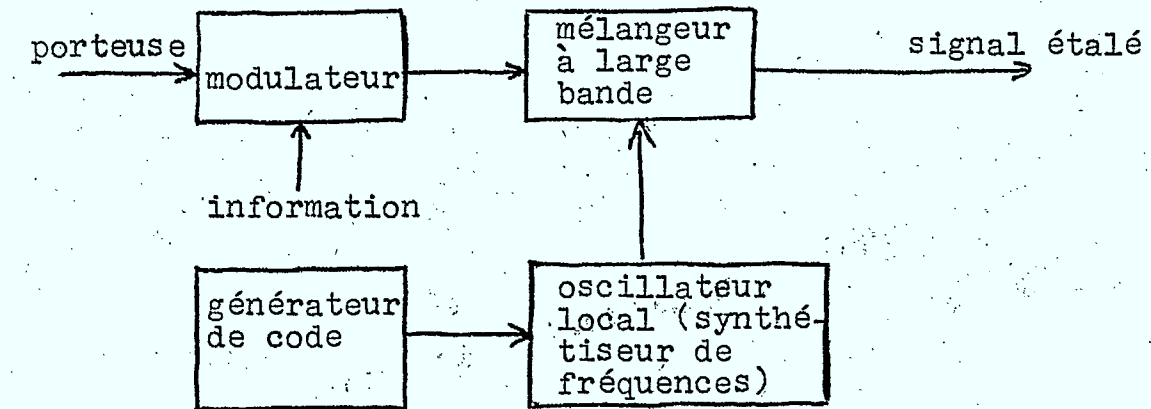 porteuse
modulateur
mélangeur
à large
bande
signal étalé
information
générateur
de code
oscillateur
local (synthé-
tiseur de
fréquences)